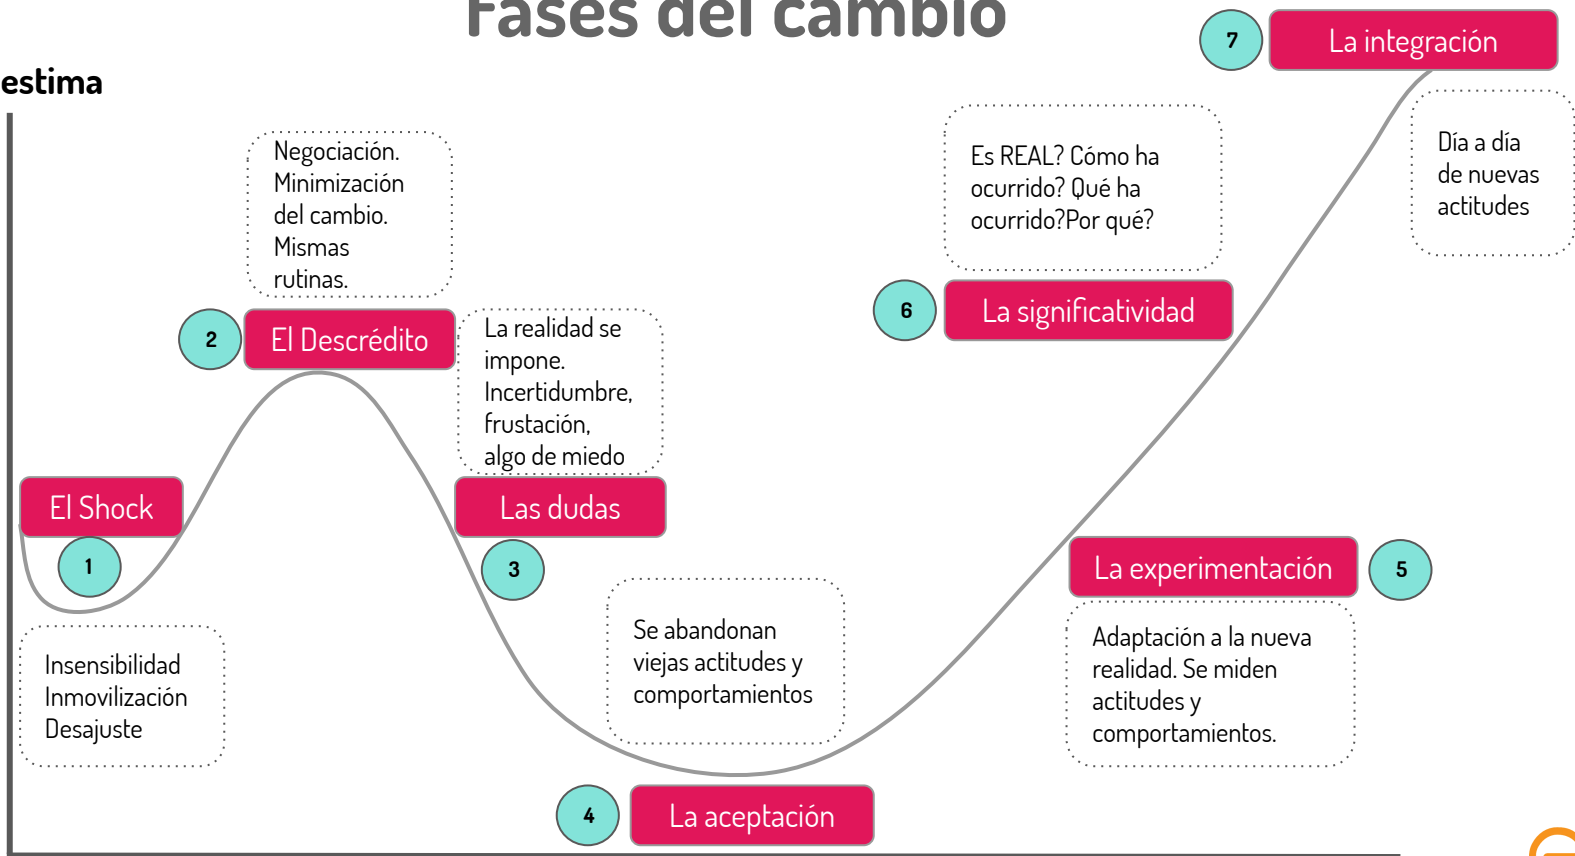 Fases del cambio
estima
7
La integración
Día a día
de nuevas
actitudes
Negociación.
Minimización
del cambio.
Mismas
rutinas.
Es REAL? Cómo ha
ocurrido? Qué ha
ocurrido?Por qué?
2
El Descrédito
6
La significatividad
La realidad se
impone.
Incertidumbre,
frustación,
algo de miedo
El Shock
1
Las dudas
3
La experimentación
5
Insensibilidad
Inmovilización
Desajuste
Se abandonan
viejas actitudes y
comportamientos
Adaptación a la nueva
realidad. Se miden
actitudes y
comportamientos.
4
La aceptación